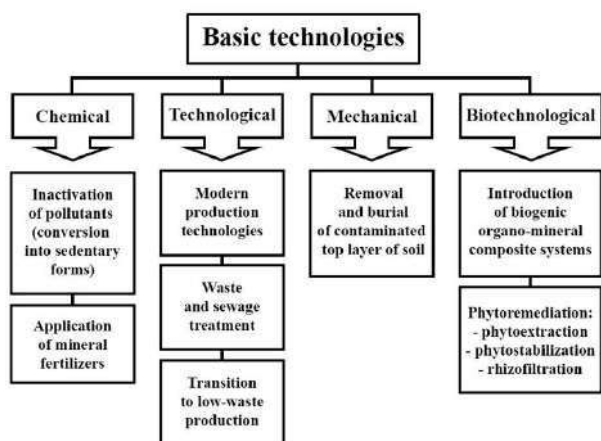 Basic technologies
Chemical
Technological
Mechanical
Biotechnological
Inactivation
of pollutants
(conversion
into sedentary
forms)
Application
of mineral
fertilizers
Modern
production
technologies
Waste
and sewage
treatment
Transition
to low-waste
production
Removal
and burial
of contaminated
top layer of soil
Introduction
of biogenic
organo-mineral
composite systems
Phytoremediation:
- phytoextraction
- phytostabilization
- rhizofiltration